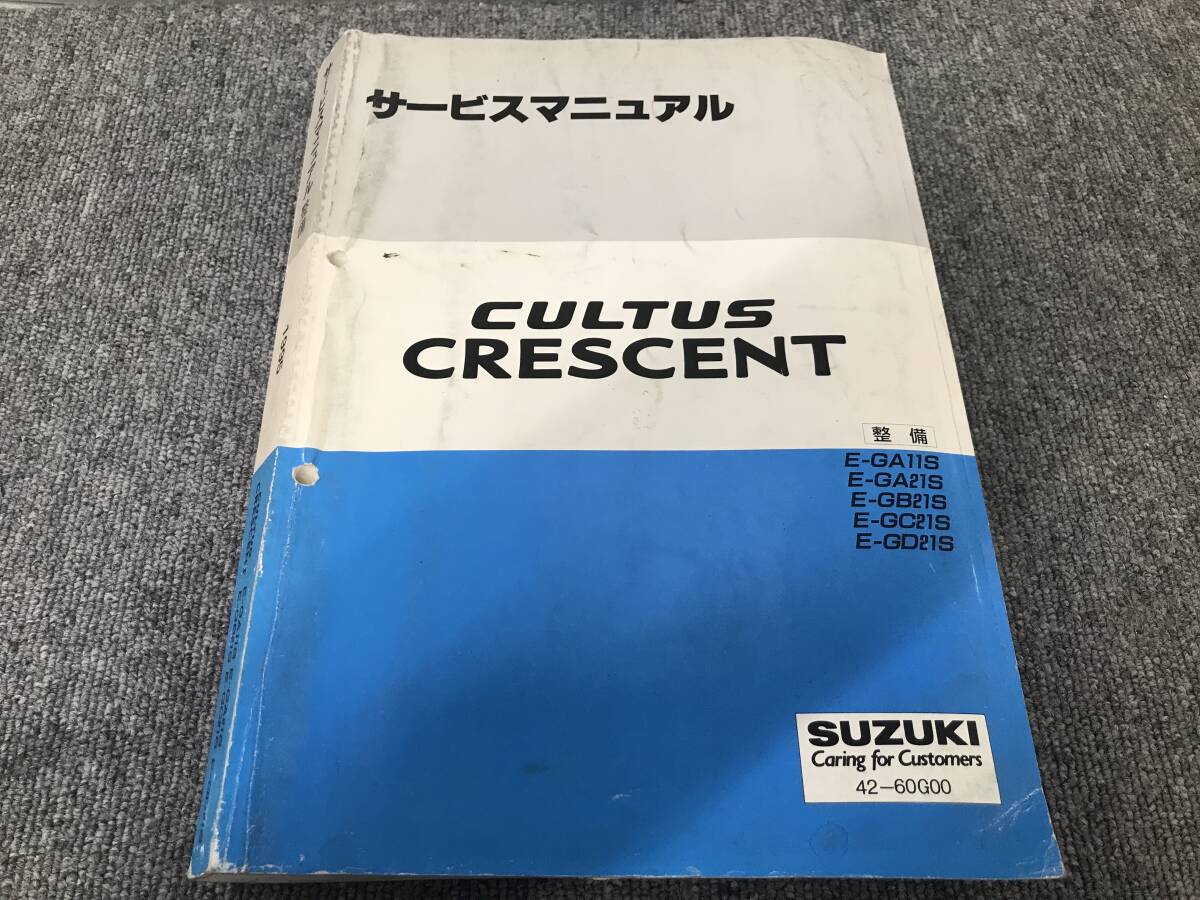 サービスマニュアル
CULTUS
CRESCENT
整備
E-GA11S
E-GA21S
E-GB21S
E-GC21S
E-GD21S
SUZUKI
Caring for Customers
42-60G00